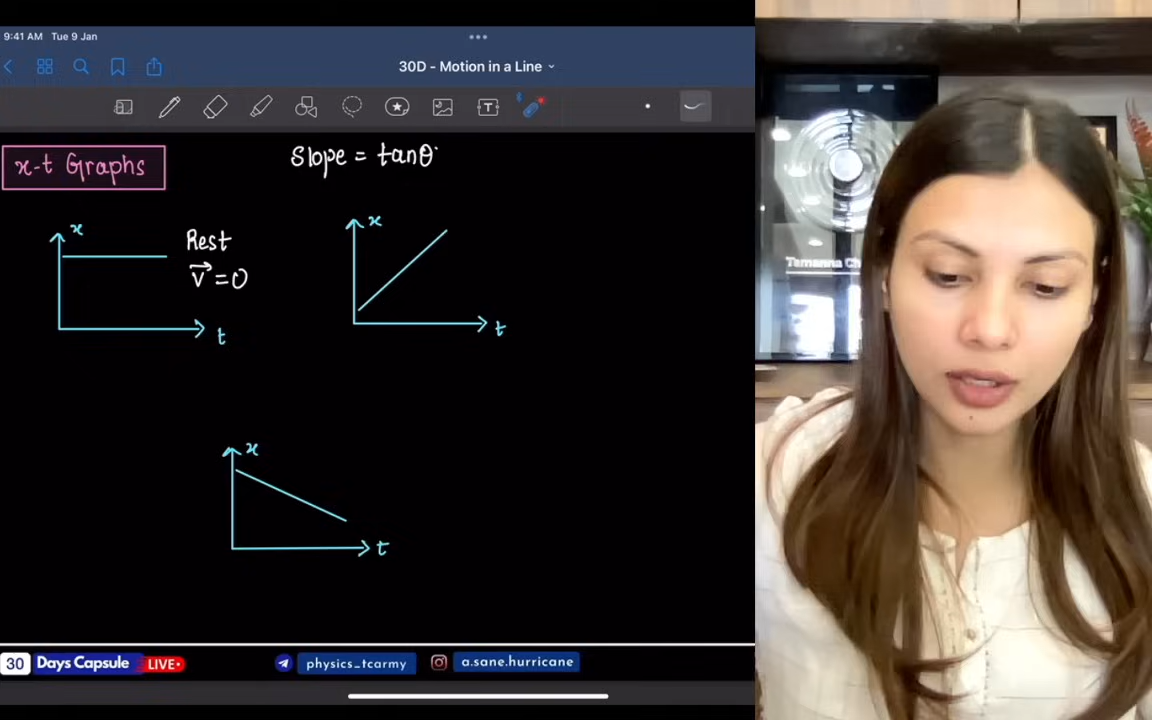 9:41 AM Tue 9 Jan
30D - Motion in a Line
T
x-t Graphs
Slope = tanθ
x
Rest
v⃗ = 0
t
x
t
x
t
30 Days Capsule LIVE
physics_tcarmy
a.sane.hurricane